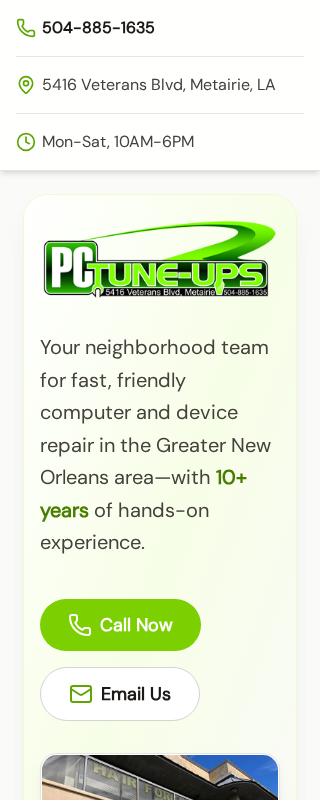 504-885-1635
5416 Veterans Blvd, Metairie, LA
Mon-Sat, 10AM-6PM
PC TUNE-UPS
5416 Veterans Blvd, Metairie 504-885-1635
Your neighborhood team
for fast, friendly
computer and device
repair in the Greater New
Orleans area—with 10+
years of hands-on
experience.
Call Now
Email Us
HAIR FOR